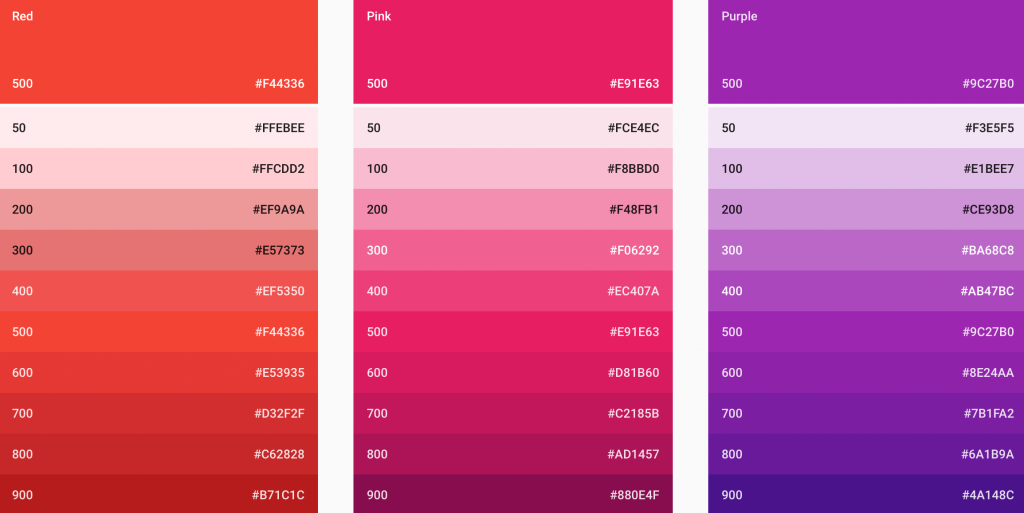 Red
500 #F44336
50 #FFEBEE
100 #FFCDD2
200 #EF9A9A
300 #E57373
400 #EF5350
500 #F44336
600 #E53935
700 #D32F2F
800 #C62828
900 #B71C1C
Pink
500 #E91E63
50 #FCE4EC
100 #F8BBD0
200 #F48FB1
300 #F06292
400 #EC407A
500 #E91E63
600 #D81B60
700 #C2185B
800 #AD1457
900 #880E4F
Purple
500 #9C27B0
50 #F3E5F5
100 #E1BEE7
200 #CE93D8
300 #BA68C8
400 #AB47BC
500 #9C27B0
600 #8E24AA
700 #7B1FA2
800 #6A1B9A
900 #4A148C